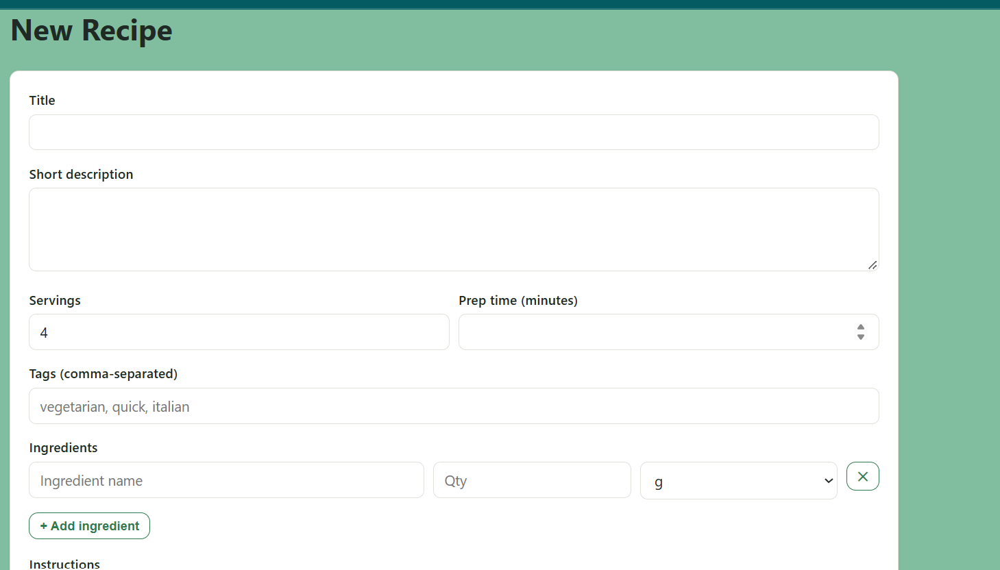 New Recipe
Title
Short description
Servings
Prep time (minutes)
4
Tags (comma-separated)
vegetarian, quick, italian
Ingredients
Ingredient name
Qty
g
+ Add ingredient
Instructions